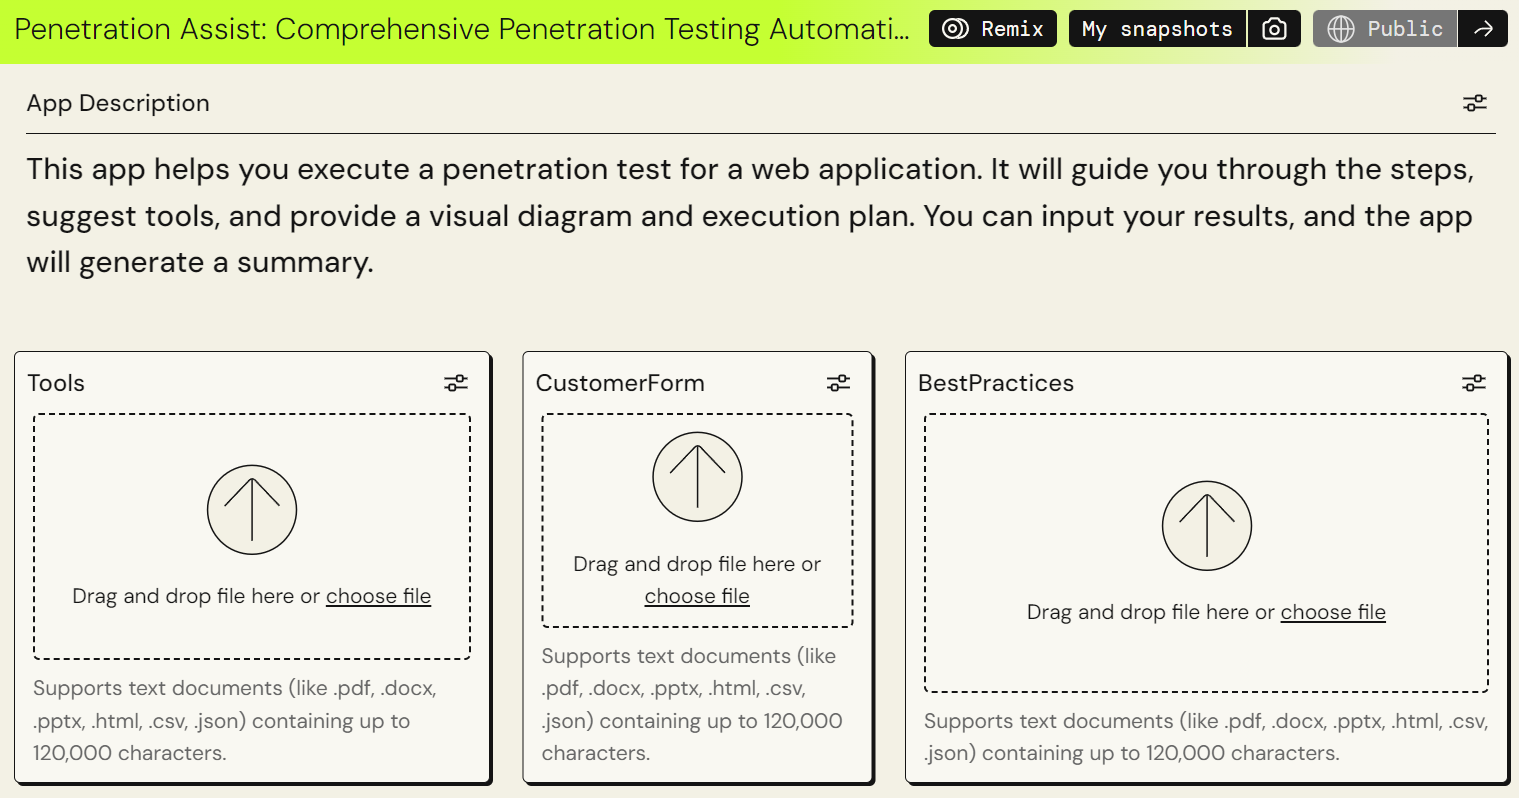 Penetration Assist: Comprehensive Penetration Testing Automati...
Remix
My snapshots
Public
App Description
This app helps you execute a penetration test for a web application. It will guide you through the steps,
suggest tools, and provide a visual diagram and execution plan. You can input your results, and the app
will generate a summary.
Tools
Drag and drop file here or choose file
Supports text documents (like .pdf, .docx,
.pptx, .html, .csv, .json) containing up to
120,000 characters.
CustomerForm
Drag and drop file here or
choose file
Supports text documents (like
.pdf, .docx, .pptx, .html, .csv,
.json) containing up to 120,000
characters.
BestPractices
Drag and drop file here or choose file
Supports text documents (like .pdf, .docx, .pptx, .html, .csv,
.json) containing up to 120,000 characters.